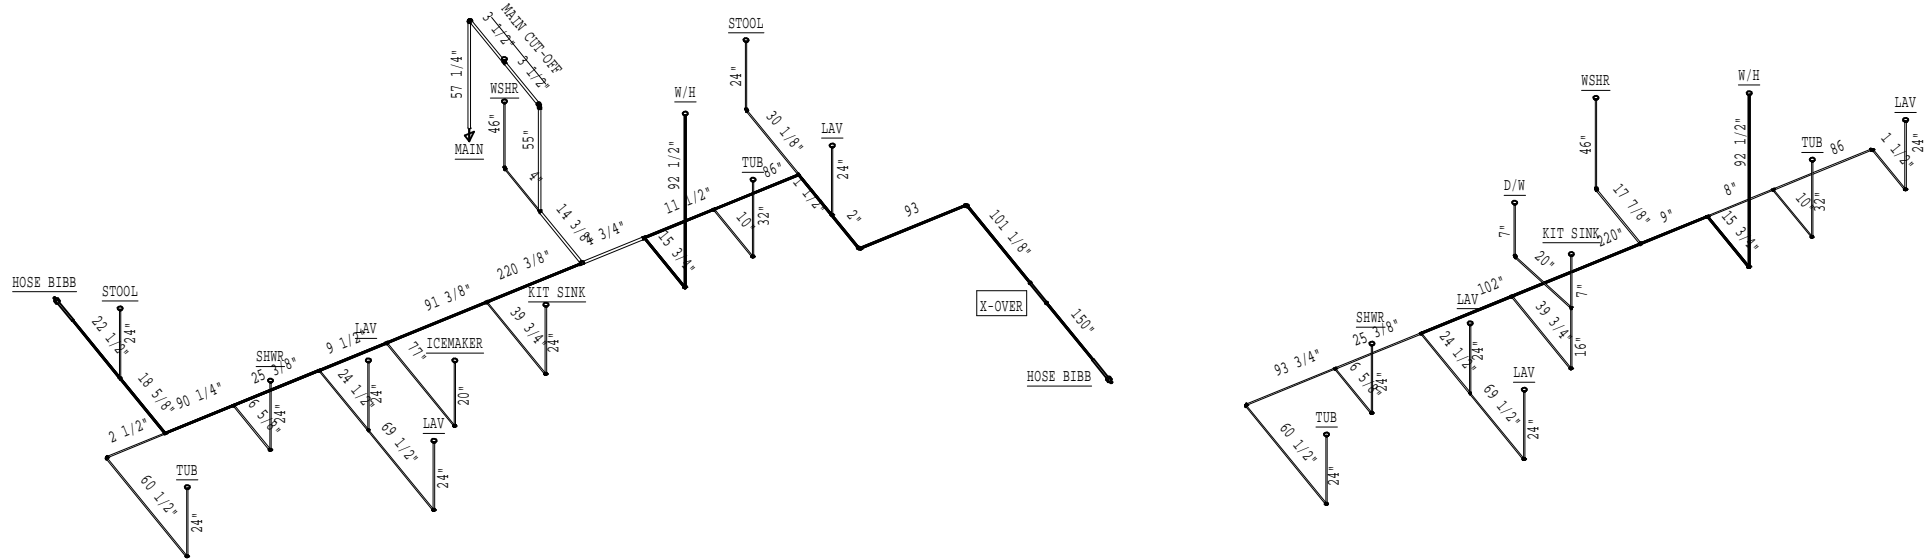 3 1/2"
MAIN CUT-OFF
3 1/2"
57 1/4"
MAIN
WSHR
46"
55"
4"
14 3/8"
3/4"
W/H
92 1/2"
15 3/4"
11 1/2"
TUB
10"
32"
86"
STOOL
24"
30 1/8"
LAV
24"
1 1/2"
2"
93
101 1/8"
X-OVER
150"
HOSE BIBB
220 3/8"
91 3/8"
KIT SINK
39 3/4"
24"
ICEMAKER
77"
20"
9 1/2"
LAV
24 1/2"
24"
LAV
69 1/2"
24"
25 3/8"
SHWR
6 5/8"
24"
90 1/4"
HOSE BIBB
22 1/2"
STOOL
24"
18 5/8"
2 1/2"
60 1/2"
TUB
24"
WSHR
46"
17 7/8"
W/H
92 1/2"
15 3/4"
9"
8"
TUB
10"
32"
86
LAV
1 1/2"
24"
220"
D/W
7"
20"
KIT SINK
7"
16"
39 3/4"
102"
LAV
24 1/2"
24"
LAV
69 1/2"
24"
25 3/8"
SHWR
6 5/8"
24"
93 3/4"
60 1/2"
TUB
24"